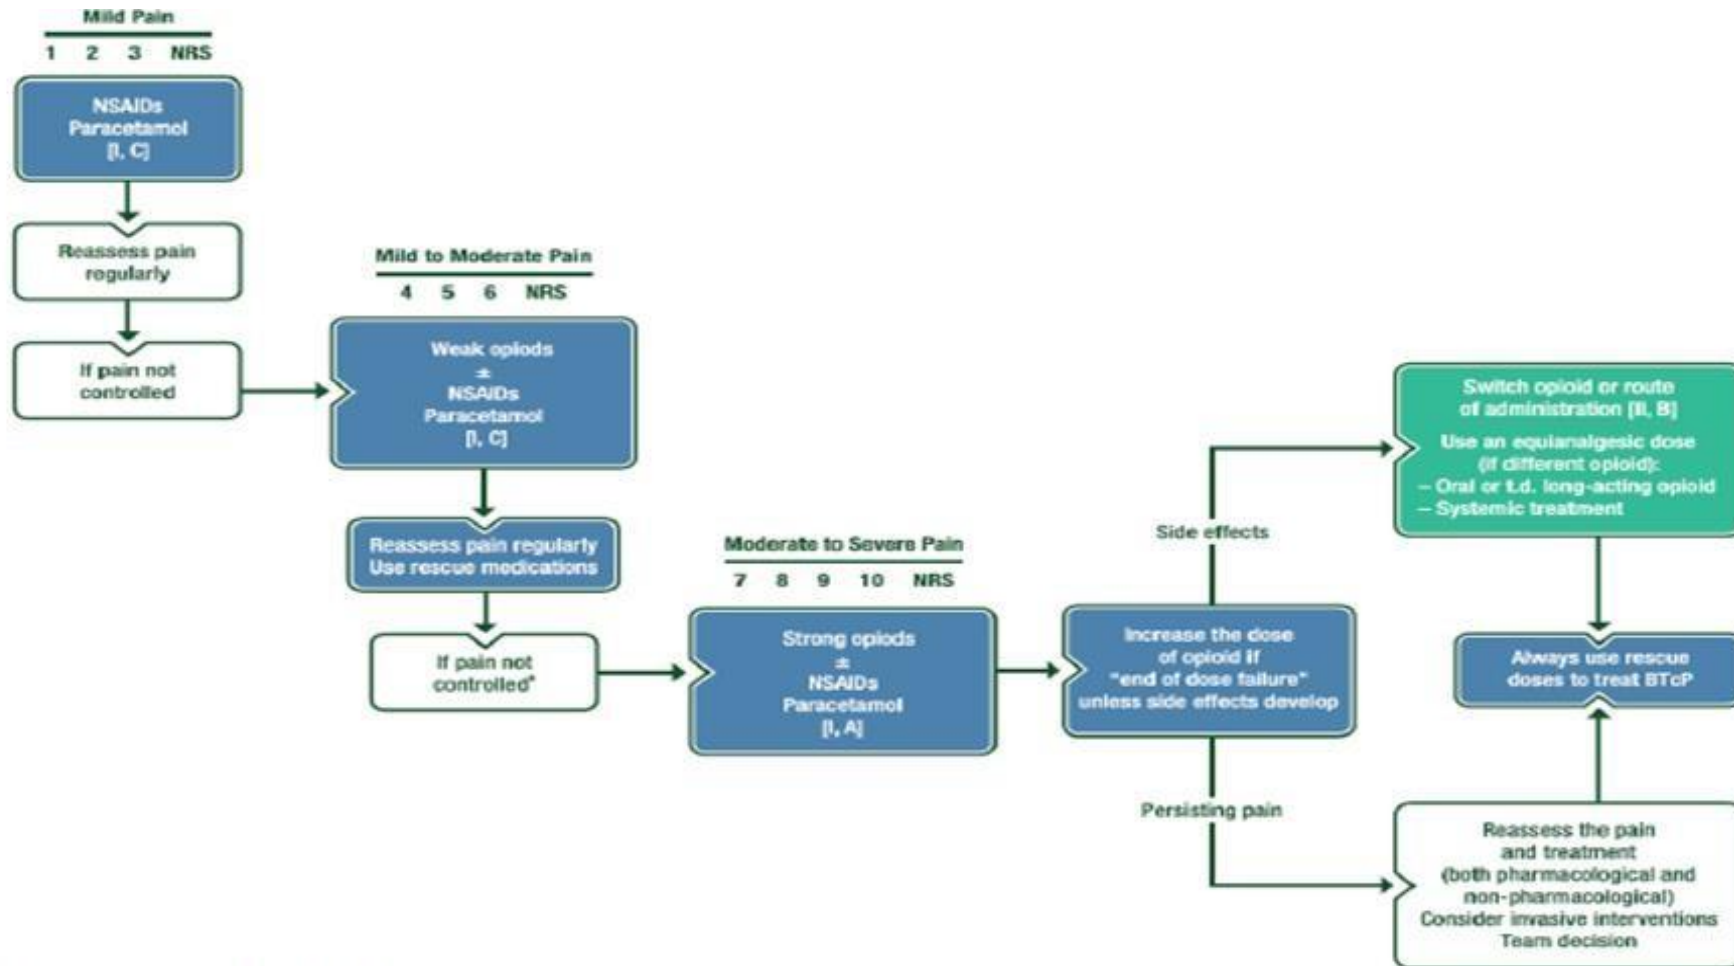 Mild Pain
1 2 3 NRS
NSAIDs
Paracetamol
[I, C]
Reassess pain
regularly
If pain not
controlled
Mild to Moderate Pain
4 5 6 NRS
Weak opiods
±
NSAIDs
Paracetamol
[I, C]
Reassess pain regularly
Use rescue medications
If pain not
controlled*
Moderate to Severe Pain
7 8 9 10 NRS
Strong opiods
±
NSAIDs
Paracetamol
[I, A]
Increase the dose
of opioid if
"end of dose failure"
unless side effects develop
Side effects
Switch opioid or route
of administration [II, B]
Use an equianalgesic dose
(if different opioid):
– Oral or t.d. long-acting opioid
– Systemic treatment
Always use rescue
doses to treat BTcP
Persisting pain
Reassess the pain
and treatment
(both pharmacological and
non-pharmacological)
Consider invasive interventions
Team decision